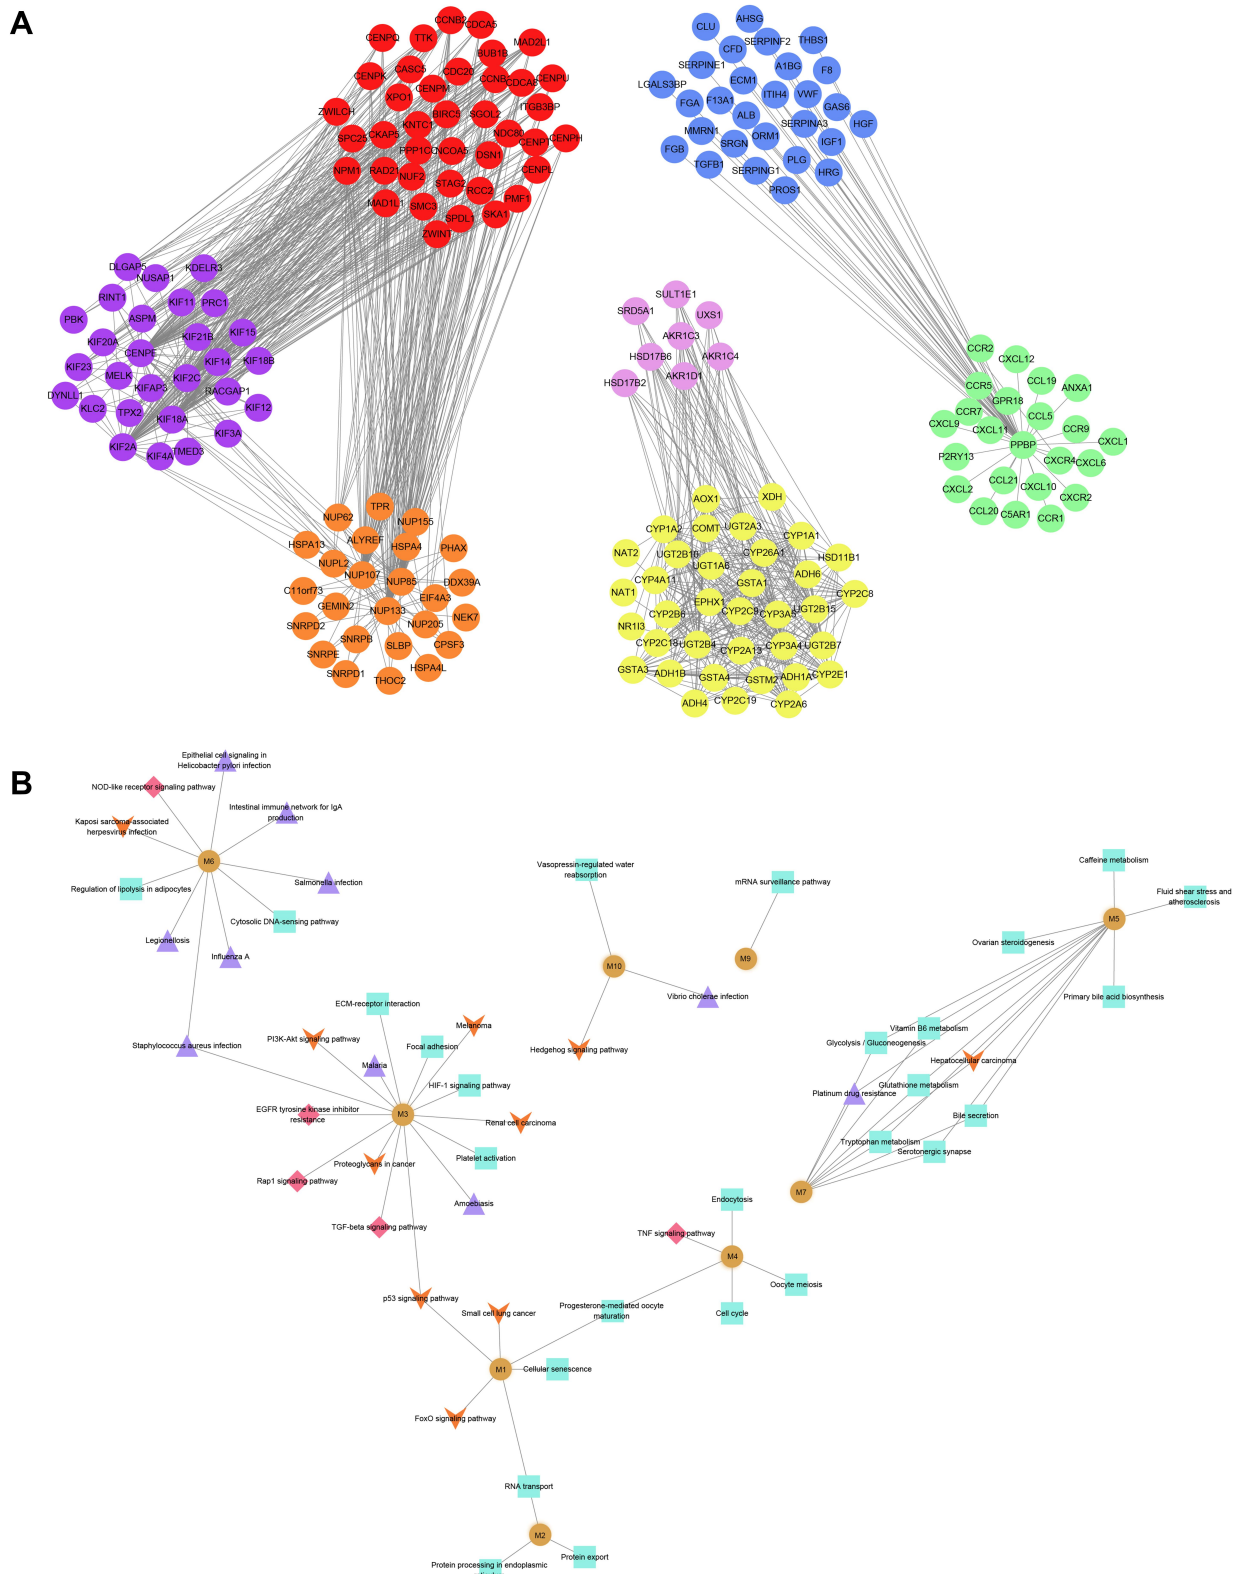 A
CCNB2
CDCA5
CENPQ
TTK
MAD2L1
BUB1B
CASC5
CDC20
CENPK
CCNB
CDCA8
CENPU
CENPM
XPO1
ITGB3BP
ZWILCH
BIRC5
SGOL2
KNTC1
NDC80
SPC25
CKAP5
CENP
CENPH
PPP1CC
NCOA5
DSN1
NPM1
RAD21
NUF2
CENPL
STAG2
RCC2
PMF1
MAD1L1
SMC3
SKA1
SPDL1
ZWINT
CLU
AHSG
SERPINF2
THBS1
CFD
SERPINE1
A1BG
F8
LGALS3BP
ECM1
FGA
F13A1
ITIH4
VWF
GAS6
ALB
HGF
MMRN1
SERPINA3
ORM1
FGB
SRGN
IGF1
TGFB1
PLG
SERPING1
HRG
PROS1
DLGAP5
KDELR3
NUSAP1
RINT1
KIF11
PRC1
PBK
ASPM
KIF15
KIF20A
KIF21B
CENPE
KIF14
KIF18B
KIF23
MELK
KIF2C
DYNLL1
KIFAP3
RACGAP1
KLC2
TPX2
KIF12
KIF18A
KIF3A
KIF2A
KIF4A
TMED3
SULT1E1
SRD5A1
UXS1
AKR1C3
HSD17B6
AKR1C4
HSD17B2
AKR1D1
CCR2
CXCL12
CCL19
CCR5
ANXA1
GPR18
CCR7
CCL5
CXCL9
CXCL11
CCR9
PPBP
CXCL1
P2RY13
CXCR4
CXCL6
CCL21
CXCL2
CXCL10
CXCR2
CCL20
C5AR1
CCR1
TPR
NUP62
NUP155
HSPA13
ALYREF
HSPA4
PHAX
NUPL2
NUP107
NUP85
DDX39A
C11orf73
EIF4A3
GEMIN2
NUP133
NEK7
SNRPD2
NUP205
SNRPB
SLBP
CPSF3
SNRPE
SNRPD1
HSPA4L
THOC2
AOX1
XDH
CYP1A2
COMT
UGT2A3
CYP1A1
NAT2
UGT2B10
CYP26A1
HSD11B1
UGT1A6
CYP4A11
GSTA1
ADH6
NAT1
CYP2C8
EPHX1
CYP2B6
CYP2C9
CYP3A5
UGT2B15
NR1I3
CYP2C18
UGT2B4
CYP2A13
CYP3A4
UGT2B7
GSTA3
ADH1B
GSTA4
GSTM2
ADH1A
CYP2E1
ADH4
CYP2C19
CYP2A6
B
Epithelial cell signaling in
Helicobacter pylori infection
NOD-like receptor signaling pathway
Intestinal immune network for IgA
production
Kaposi sarcoma-associated
herpesvirus infection
M6
Regulation of lipolysis in adipocytes
Salmonella infection
Cytosolic DNA-sensing pathway
Legionellosis
Influenza A
Staphylococcus aureus infection
Vasopressin-regulated water
reabsorption
mRNA surveillance pathway
M10
M9
Vibrio cholerae infection
Hedgehog signaling pathway
Caffeine metabolism
Fluid shear stress and
atherosclerosis
M5
Ovarian steroidogenesis
Primary bile acid biosynthesis
Vitamin B6 metabolism
Glycolysis / Gluconeogenesis
Hepatocellular carcinoma
Glutathione metabolism
Platinum drug resistance
Bile secretion
Tryptophan metabolism
Serotonergic synapse
M7
ECM-receptor interaction
Melanoma
PI3K-Akt signaling pathway
Focal adhesion
Malaria
HIF-1 signaling pathway
EGFR tyrosine kinase inhibitor
resistance
M3
Renal cell carcinoma
Proteoglycans in cancer
Platelet activation
Rap1 signaling pathway
Amoebiasis
TGF-beta signaling pathway
Endocytosis
TNF signaling pathway
M4
Oocyte meiosis
p53 signaling pathway
Small cell lung cancer
Progesterone-mediated oocyte
maturation
Cell cycle
M1
Cellular senescence
FoxO signaling pathway
RNA transport
M2
Protein export
Protein processing in endoplasmic